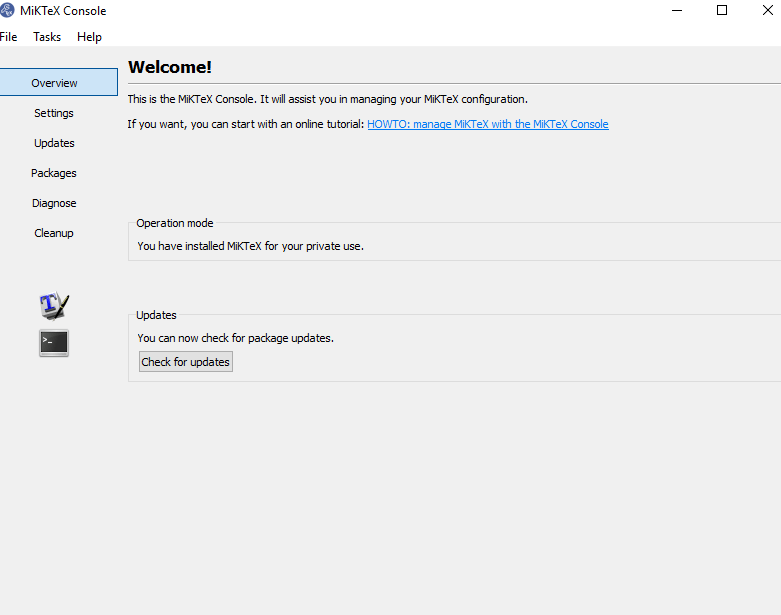 MiKTeX Console
File Tasks Help
Overview
Settings
Updates
Packages
Diagnose
Cleanup
Welcome!
This is the MiKTeX Console. It will assist you in managing your MiKTeX configuration.
If you want, you can start with an online tutorial: HOWTO: manage MiKTeX with the MiKTeX Console
Operation mode
You have installed MiKTeX for your private use.
Updates
You can now check for package updates.
Check for updates